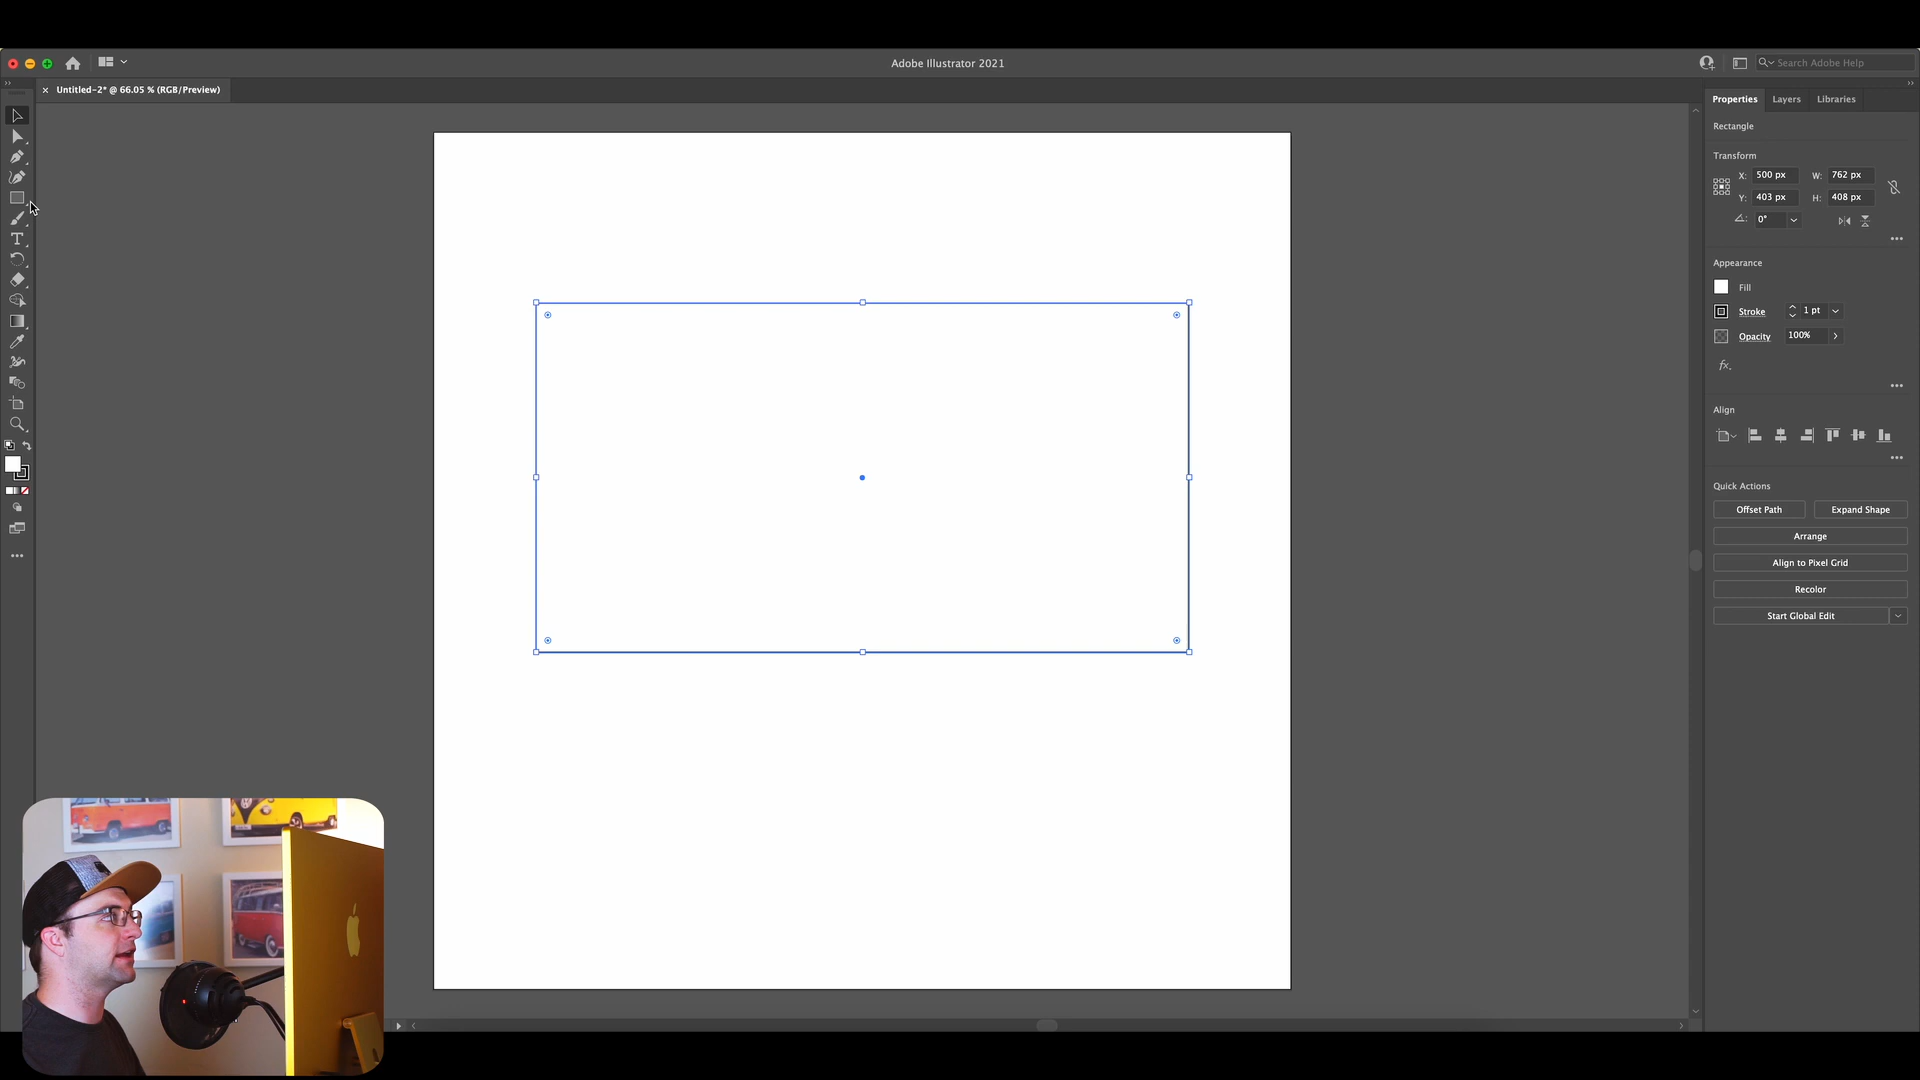 Adobe Illustrator 2021
Search Adobe Help
× Untitled-2* @ 66.05 % (RGB/Preview)
Properties Layers Libraries
Rectangle
Transform
X: 500 px W: 762 px
Y: 403 px H: 408 px
0°
Appearance
Fill
Stroke 1 pt
Opacity 100%
fx.
Align
Quick Actions
Offset Path Expand Shape
Arrange
Align to Pixel Grid
Recolor
Start Global Edit